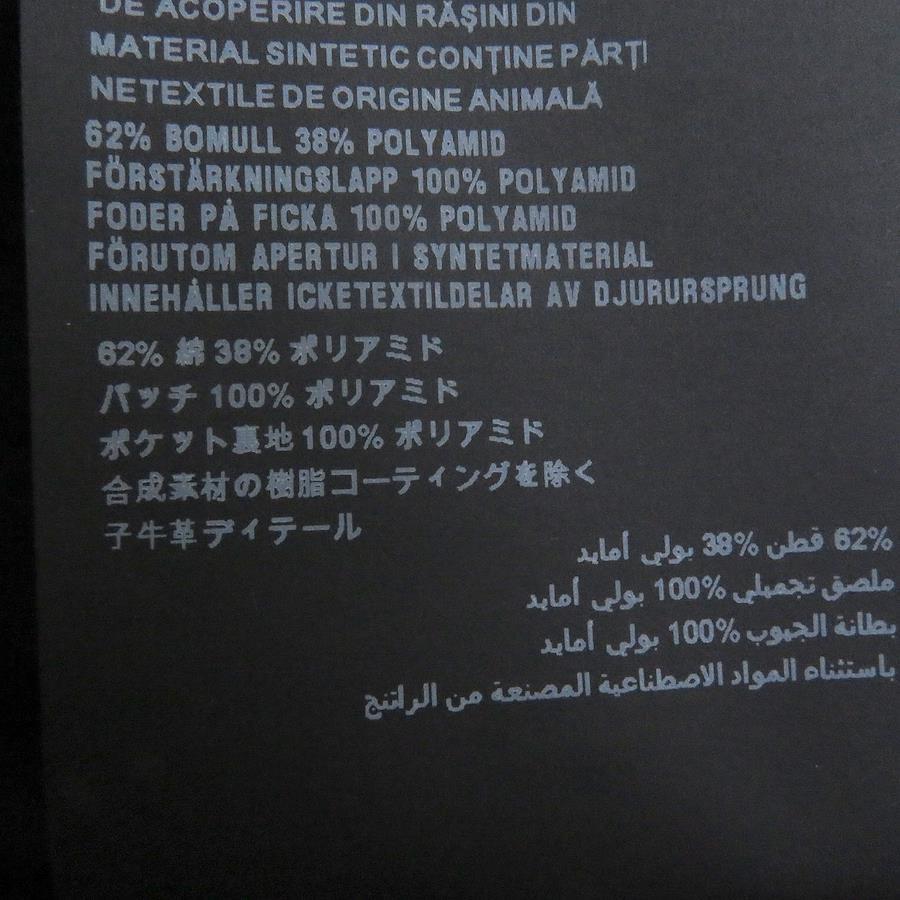 DE ACOPERIRE DIN RĂȘINI DIN
MATERIAL SINTETIC CONȚINE PĂRȚI
NETEXTILE DE ORIGINE ANIMALĂ
62% BOMULL 38% POLYAMID
FÖRSTÄRKNINGSLAPP 100% POLYAMID
FODER PÅ FICKA 100% POLYAMID
FÖRUTOM APERTUR I SYNTETMATERIAL
INNEHÅLLER ICKETEXTILDELAR AV DJURURSPRUNG
62% 綿 38% ポリアミド
パッチ 100% ポリアミド
ポケット裏地 100% ポリアミド
合成素材の樹脂コーティングを除く
子牛革ディテール
62% قطن 38% بولي أمايد
ملصق تجميلي 100% بولي أمايد
بطانة الجيوب 100% بولي أمايد
باستثناء المواد الاصطناعية المصنعة من الراتنج